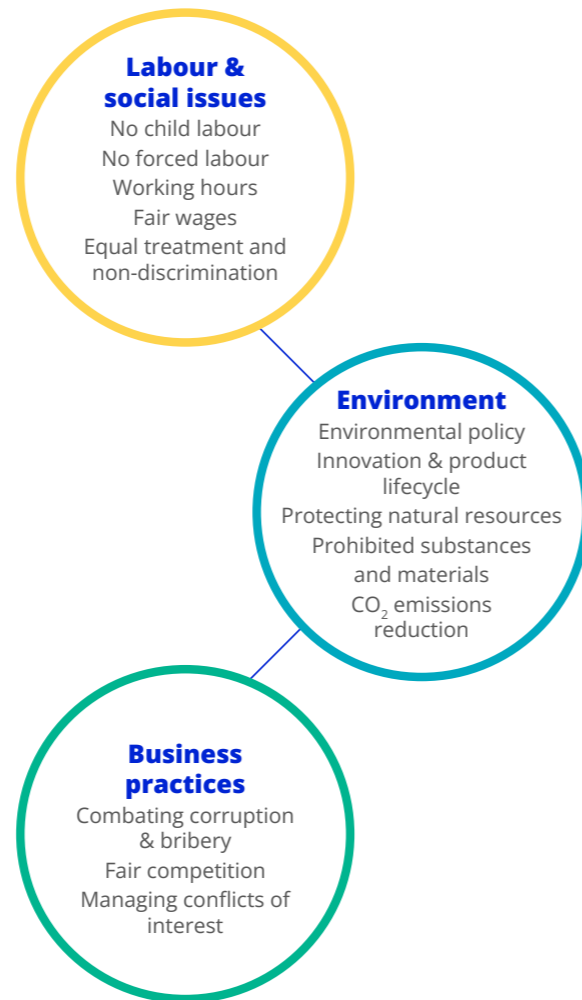 Labour &
social issues
No child labour
No forced labour
Working hours
Fair wages
Equal treatment and
non-discrimination
Environment
Environmental policy
Innovation & product
lifecycle
Protecting natural resources
Prohibited substances
and materials
CO₂ emissions
reduction
Business
practices
Combating corruption
& bribery
Fair competition
Managing conflicts of
interest